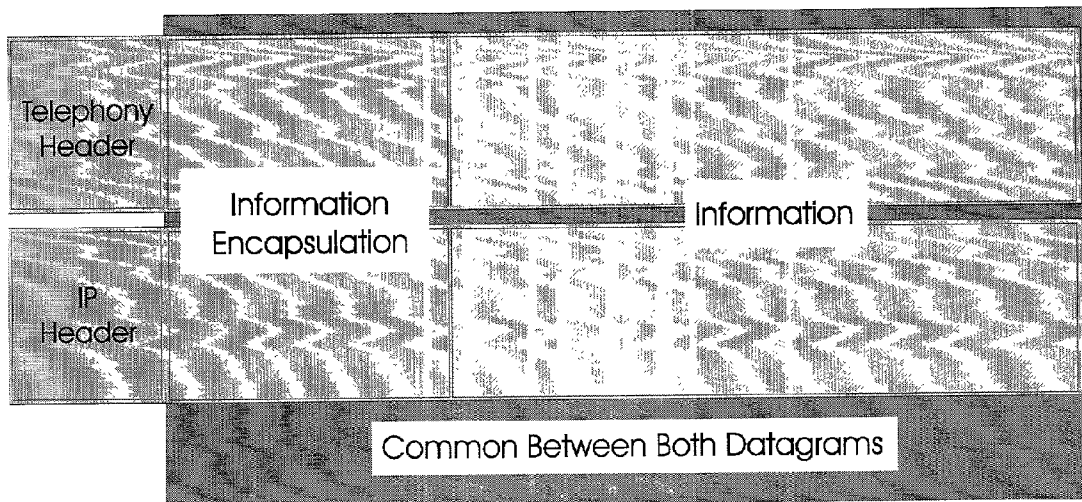 Telephony
Header
Information
Encapsulation
Information
IP
Header
Common Between Both Datagrams